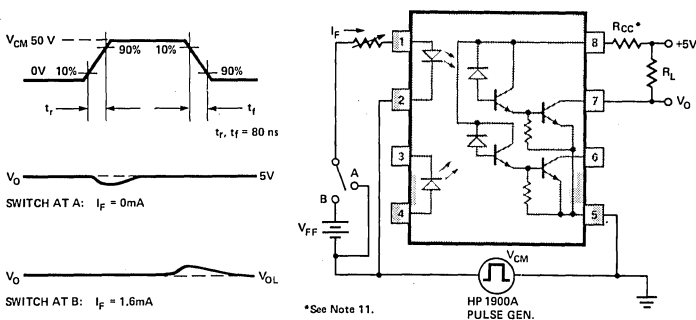 V_CM 50 V
0V 10%
90% 10%
90%
t_r
t_f
t_r, t_f = 80 ns
V_O
5V
SWITCH AT A: I_F = 0mA
V_O
V_OL
SWITCH AT B: I_F = 1.6mA
I_F
1
2
3
4
8
7
6
5
R_CC*
+5V
R_L
V_O
A
B
V_FF
V_CM
HP 1900A
PULSE GEN.
*See Note 11.